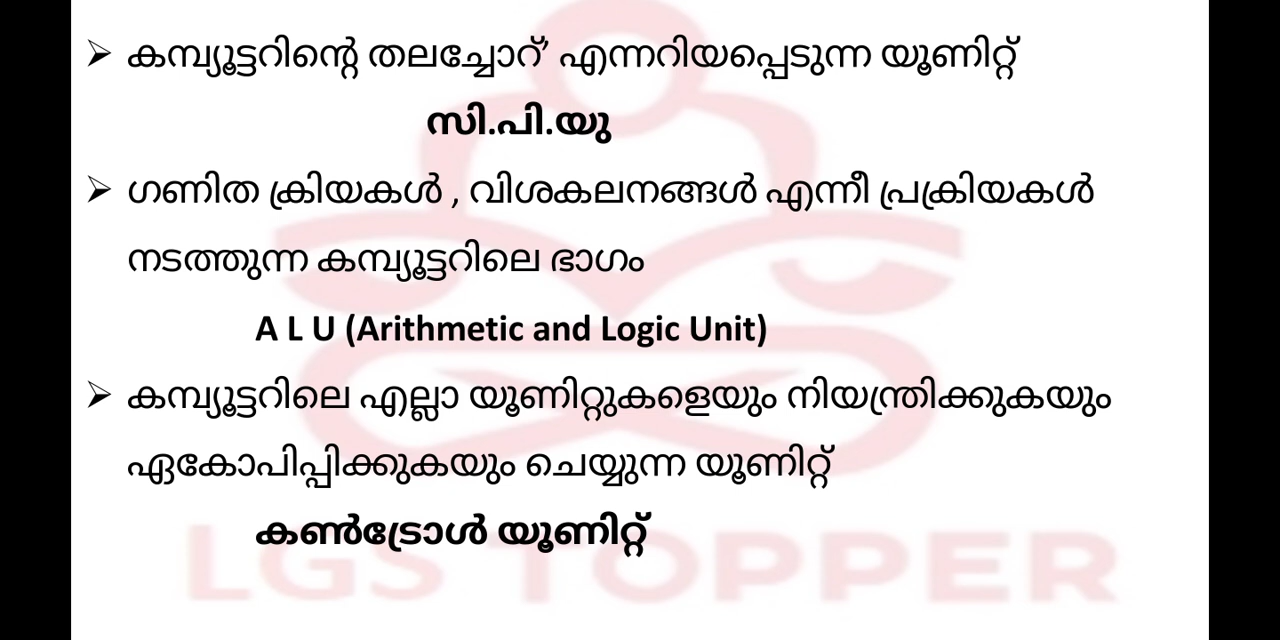 ➢ കമ്പ്യൂട്ടറിന്റെ തലച്ചോറ്’ എന്നറിയപ്പെടുന്ന യൂണിറ്റ്
സി.പി.യു
➢ ഗണിത ക്രിയകൾ , വിശകലനങ്ങൾ എന്നീ പ്രക്രിയകൾ
നടത്തുന്ന കമ്പ്യൂട്ടറിലെ ഭാഗം
A L U (Arithmetic and Logic Unit)
➢ കമ്പ്യൂട്ടറിലെ എല്ലാ യൂണിറ്റുകളെയും നിയന്ത്രിക്കുകയും
ഏകോപിപ്പിക്കുകയും ചെയ്യുന്ന യൂണിറ്റ്
കൺട്രോൾ യൂണിറ്റ്
LGS TOPPER